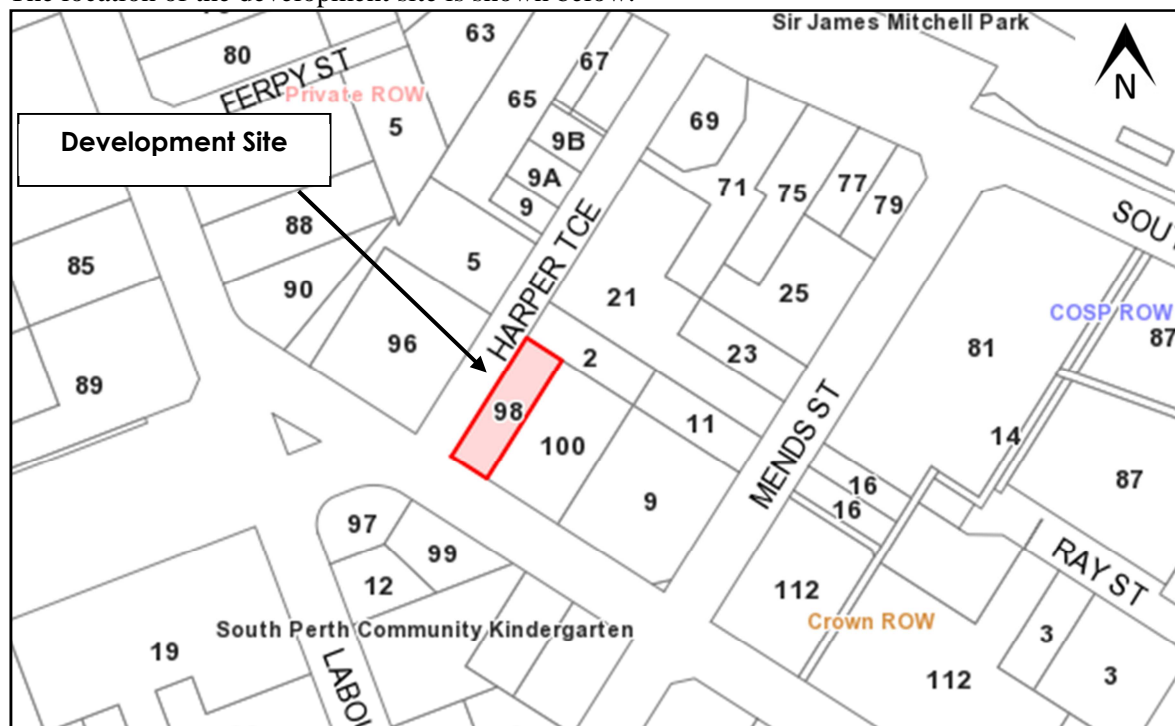 The location of the development site is shown below.
Sir James Mitchell Park
63
80
67
FERPY ST
Private ROW
65
N
5
69
Development Site
9B
9A
71
75
77
79
9
88
SOU
85
5
HARPER TCE
90
21
25
COSP ROW
87
96
2
23
81
89
98
100
11
14
MENDS ST
87
16
9
16
97
99
12
RAY ST
112
Crown ROW
South Perth Community Kindergarten
3
19
LABOU
112
3